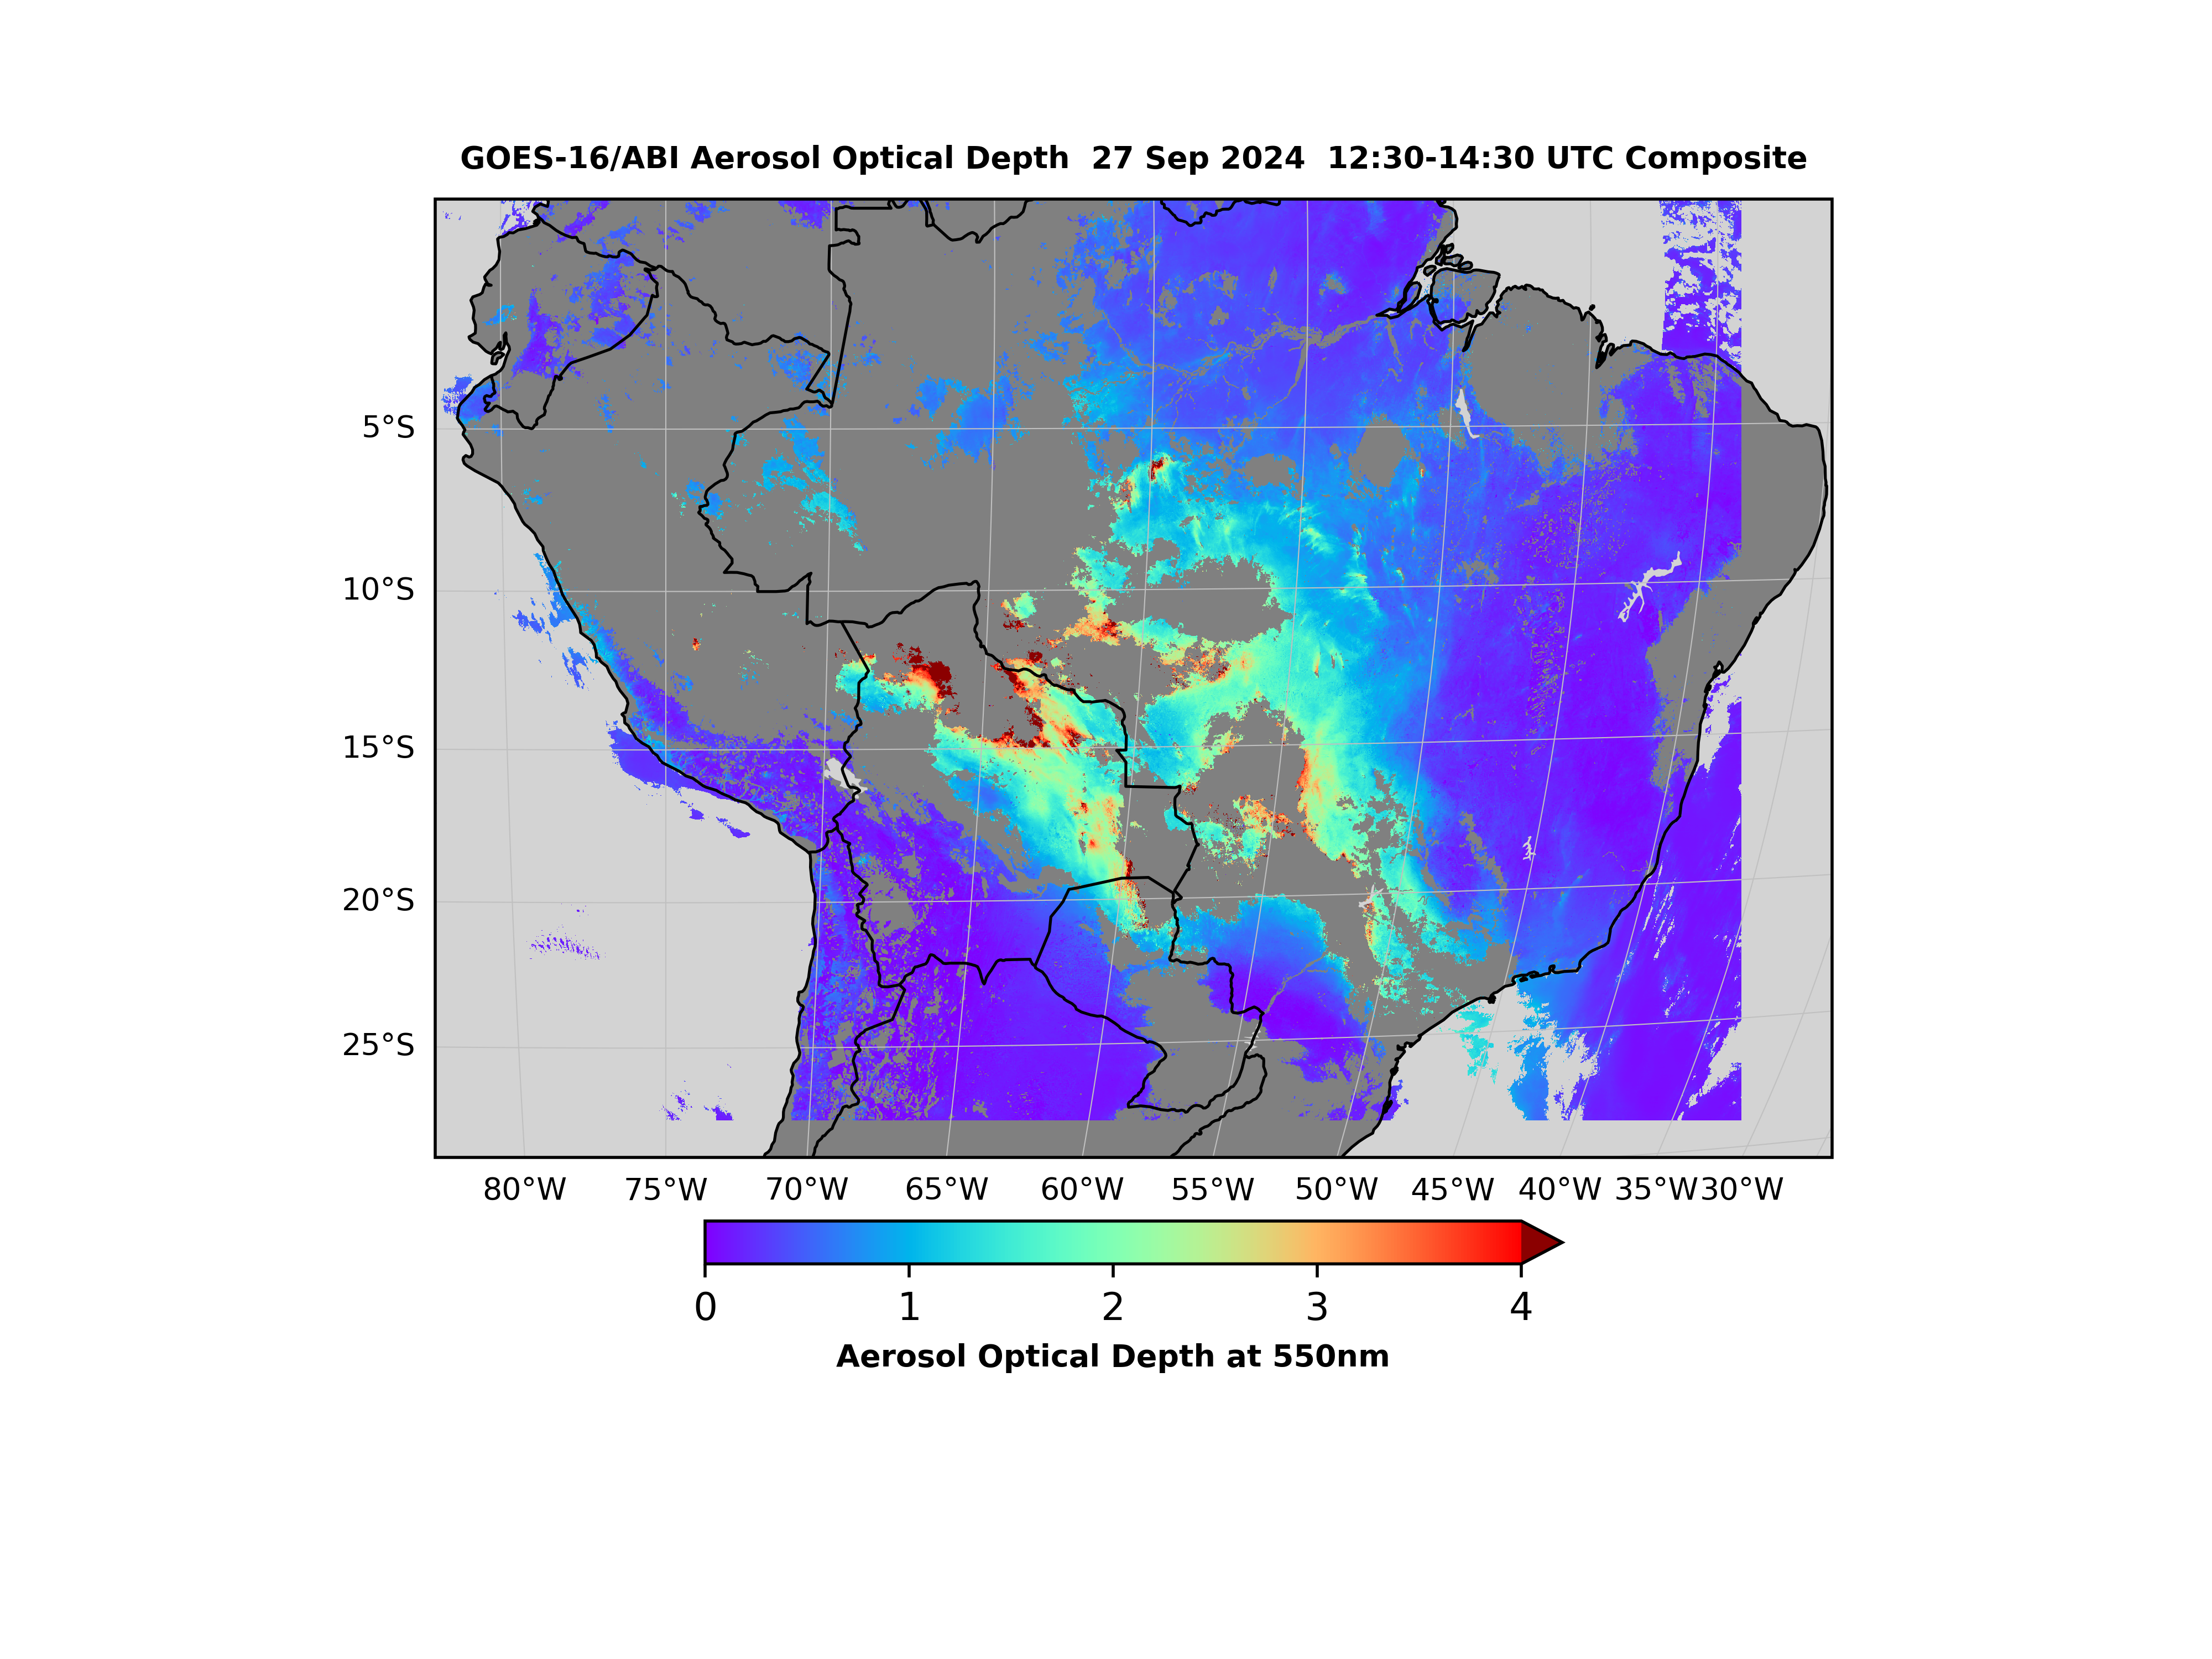 GOES-16/ABI Aerosol Optical Depth  27 Sep 2024  12:30-14:30 UTC Composite
5°S
10°S
15°S
20°S
25°S
80°W 75°W 70°W 65°W 60°W 55°W 50°W 45°W 40°W 35°W 30°W
0 1 2 3 4
Aerosol Optical Depth at 550nm